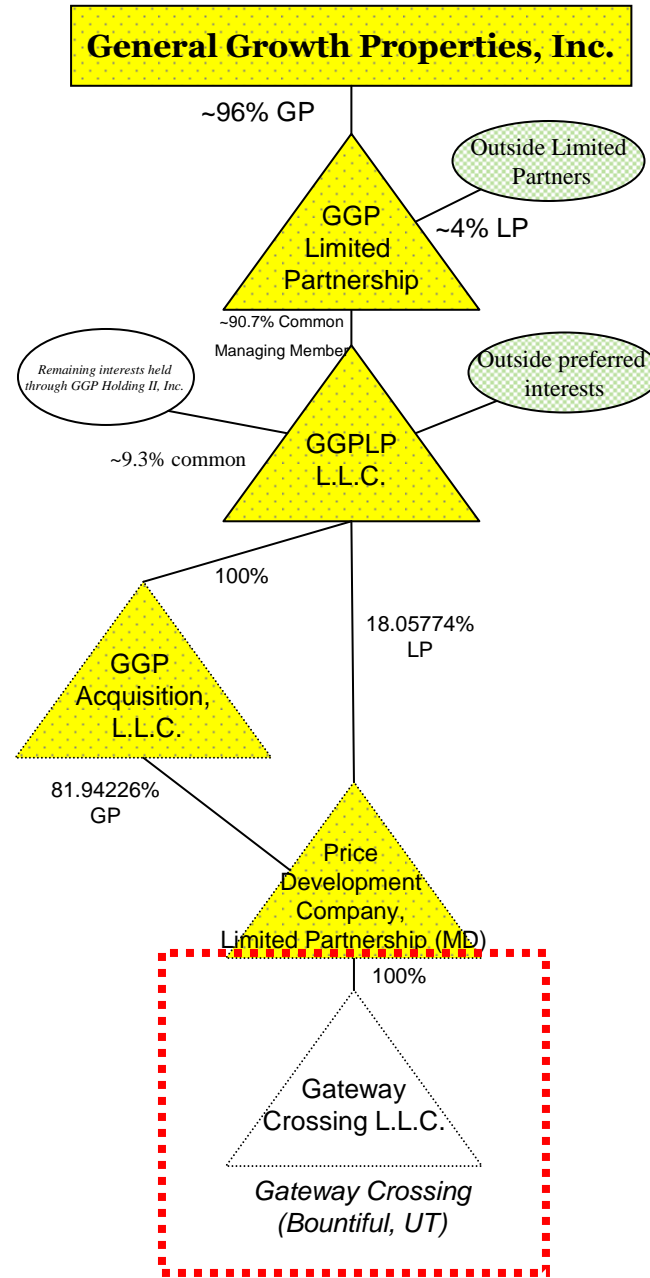 General Growth Properties, Inc.
~96% GP
Outside Limited
Partners
GGP
Limited
Partnership
~4% LP
~90.7% Common
Managing Member
Remaining interests held
through GGP Holding II, Inc.
Outside preferred
interests
GGPLP
L.L.C.
~9.3% common
100%
18.05774%
LP
GGP
Acquisition,
L.L.C.
81.94226%
GP
Price
Development
Company,
Limited Partnership (MD)
100%
Gateway
Crossing L.L.C.
Gateway Crossing
(Bountiful, UT)